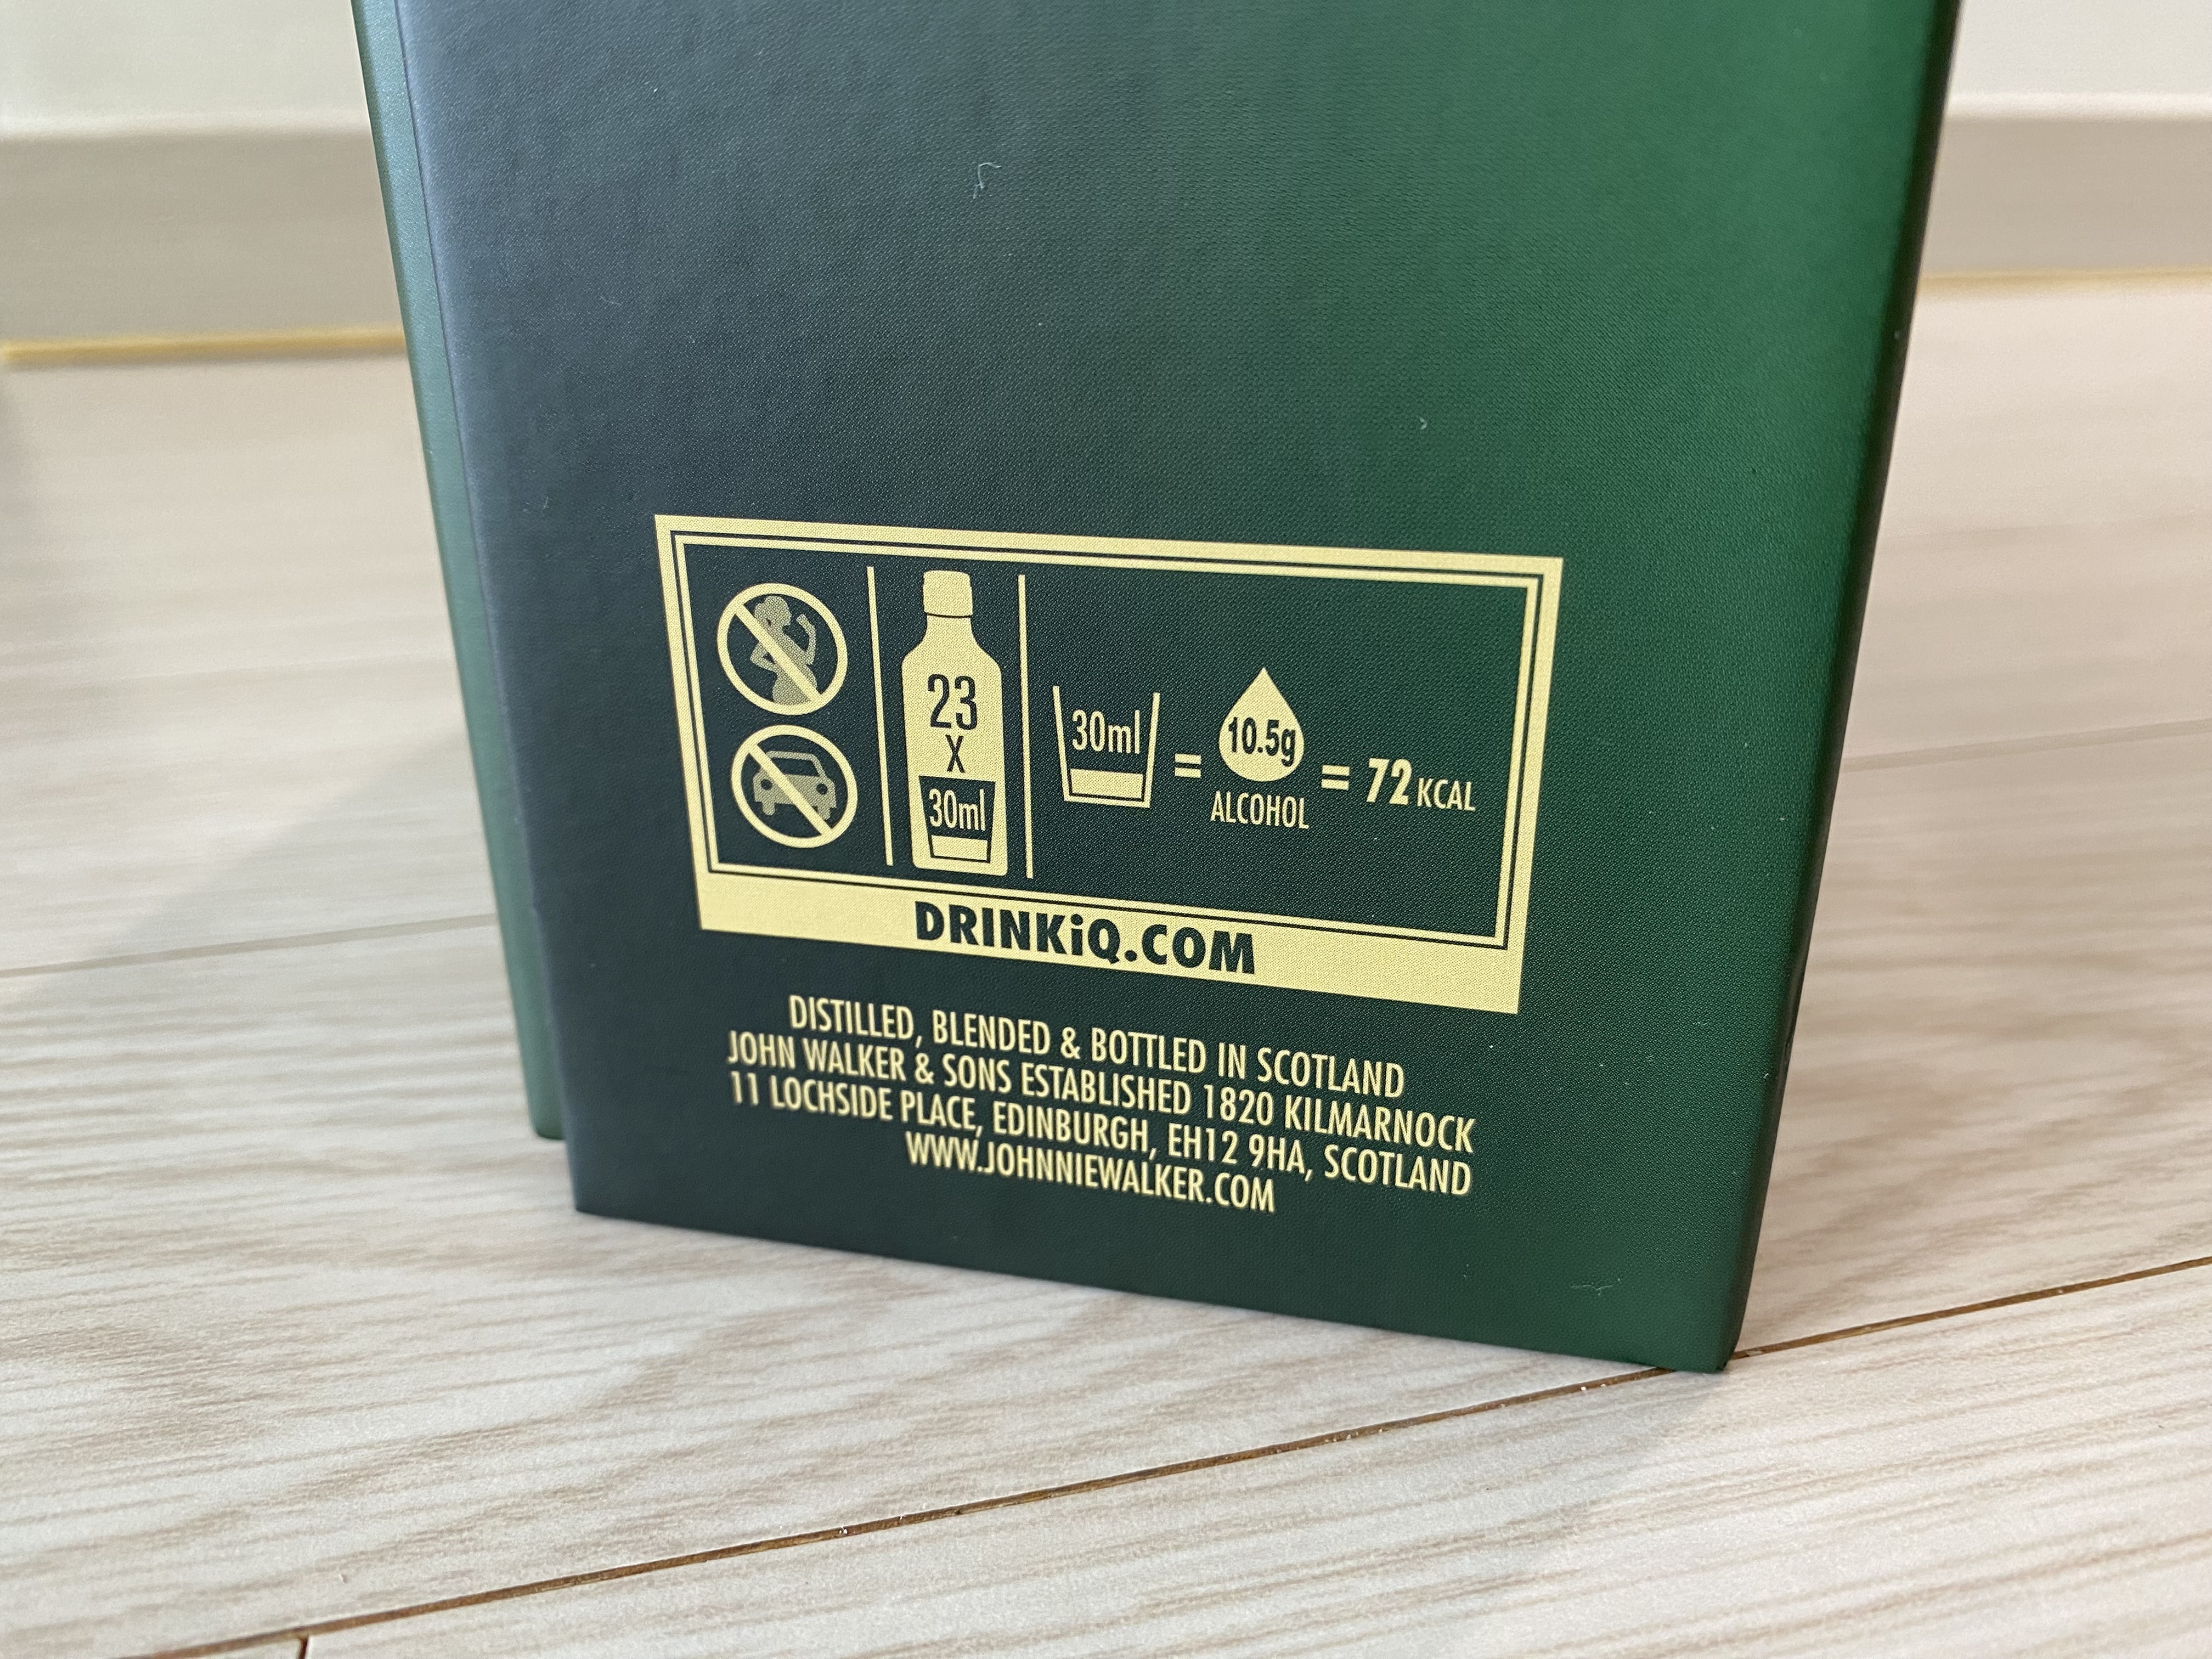 23
X
30ml
30ml = 10.5g = 72 KCAL
ALCOHOL
DRINKiQ.COM
DISTILLED, BLENDED & BOTTLED IN SCOTLAND
JOHN WALKER & SONS ESTABLISHED 1820 KILMARNOCK
11 LOCHSIDE PLACE, EDINBURGH, EH12 9HA, SCOTLAND
WWW.JOHNNIEWALKER.COM